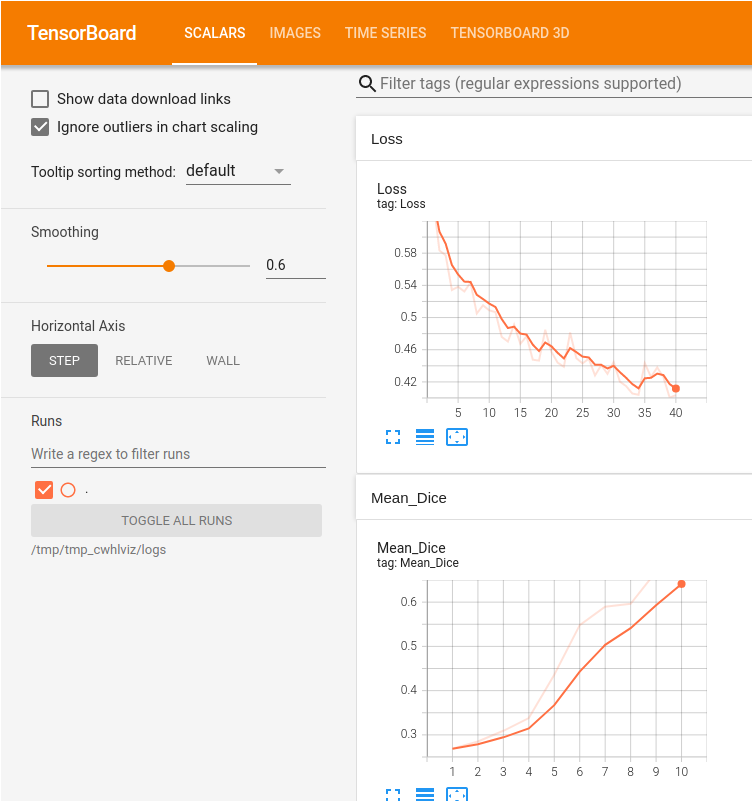 TensorBoard
SCALARS IMAGES TIME SERIES TENSORBOARD 3D
Show data download links
Ignore outliers in chart scaling
Tooltip sorting method: default
Smoothing
0.6
Horizontal Axis
STEP RELATIVE WALL
Runs
Write a regex to filter runs
.
TOGGLE ALL RUNS
/tmp/tmp_cwhlviz/logs
Filter tags (regular expressions supported)
Loss
Loss
tag: Loss
0.58
0.54
0.5
0.46
0.42
5 10 15 20 25 30 35 40
Mean_Dice
Mean_Dice
tag: Mean_Dice
0.6
0.5
0.4
0.3
1 2 3 4 5 6 7 8 9 10